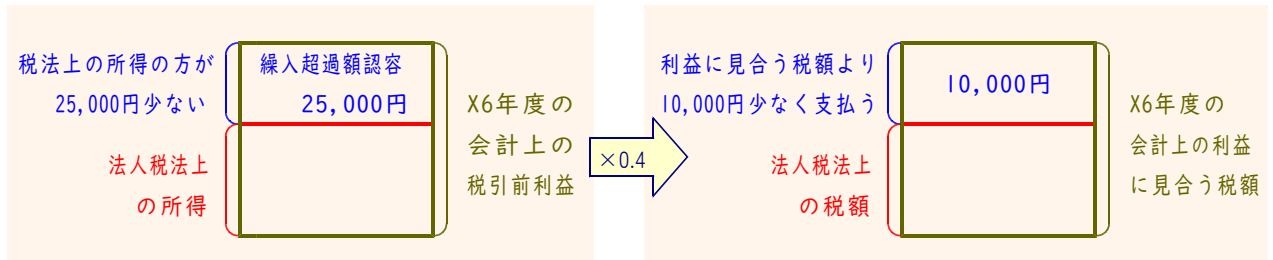 税法上の所得の方が
25,000円少ない
繰入超過額認容
25,000円
法人税法上
の所得
X6年度の
会計上の
税引前利益
×0.4
利益に見合う税額より
10,000円少なく支払う
10,000円
法人税法上
の税額
X6年度の
会計上の利益
に見合う税額